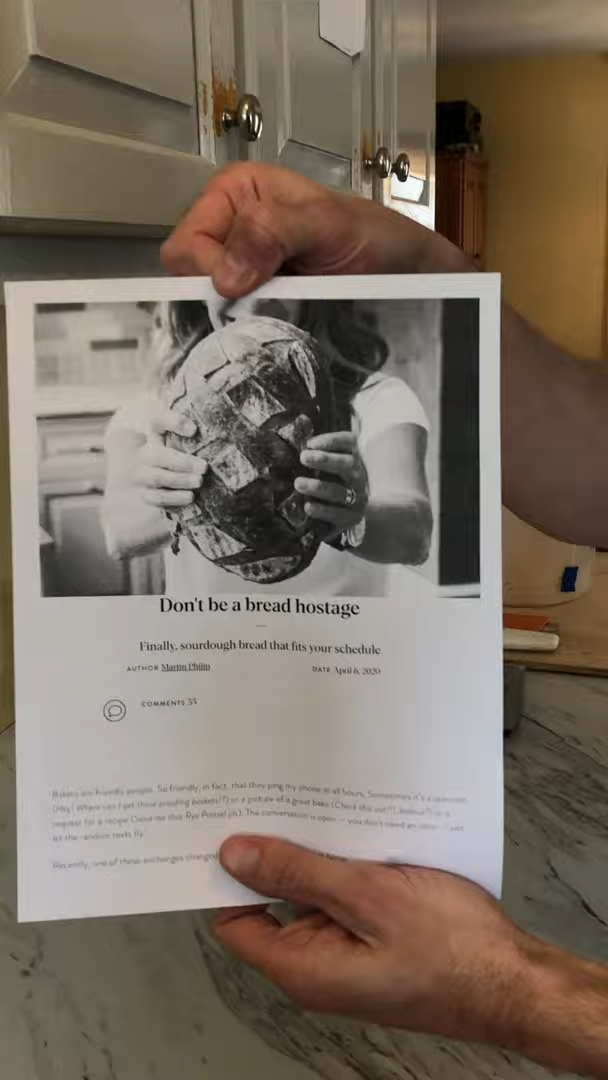 Don't be a bread hostage
Finally, sourdough bread that fits your schedule
AUTHOR Martin Philip
DATE April 6, 2020
COMMENTS
Bakers are friendly people. So friendly, in fact, that they ping my phone at all hours. Sometimes it's a question
(Hey! Where can I get those proofing baskets?) or a picture of a great bake (Check this out!!!) or a
request for a recipe (Send me that Rye Pretzel pls). The conversation is open — you don't need an — just
let the random texts fly.
Recently, one of these exchanges changed